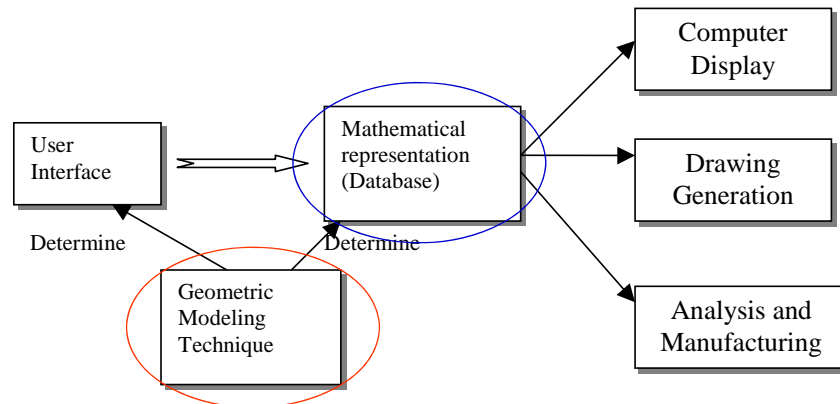 User
Interface
Determine
Mathematical
representation
(Database)
Determine
Geometric
Modeling
Technique
Computer
Display
Drawing
Generation
Analysis and
Manufacturing